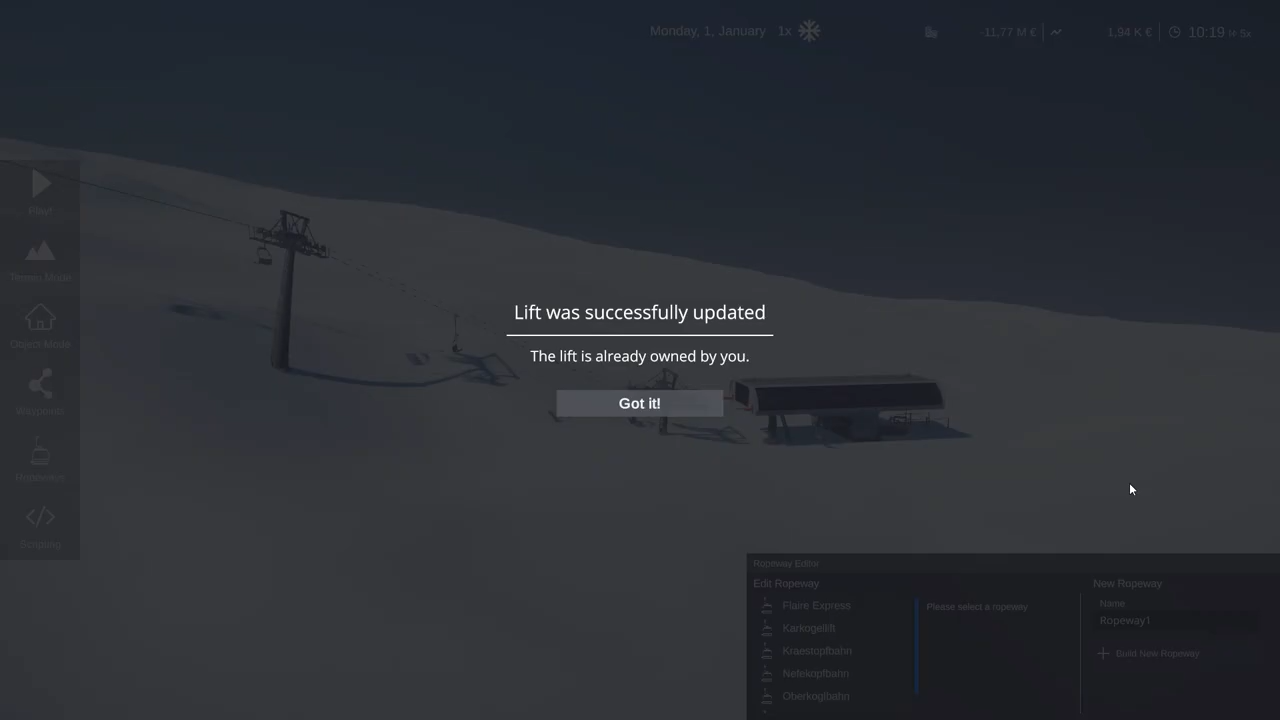 Monday, 1, January 1x
-11,77 M €
1,94 K €
10:19
5x
Play!
Terrain Mode
Object Mode
Waypoints
Ropeways
Scripting
Lift was successfully updated
The lift is already owned by you.
Got it!
Ropeway Editor
Edit Ropeway
Flaire Express
Karkogellift
Kraestopfbahn
Nefekopfbahn
Oberkoglbahn
Please select a ropeway
New Ropeway
Name
Ropeway1
Build New Ropeway